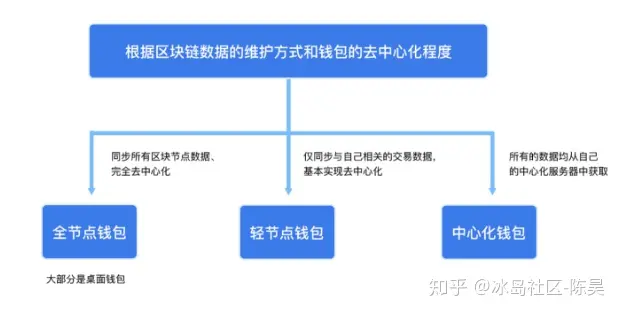 根据区块链数据的维护方式和钱包的去中心化程度
同步所有区块节点数据、
完全去中心化
仅同步与自己相关的交易数据,
基本实现去中心化
所有的数据均从自己
的中心化服务器中获取
全节点钱包
轻节点钱包
中心化钱包
大部分是桌面钱包
知乎 @冰岛社区-陈昊